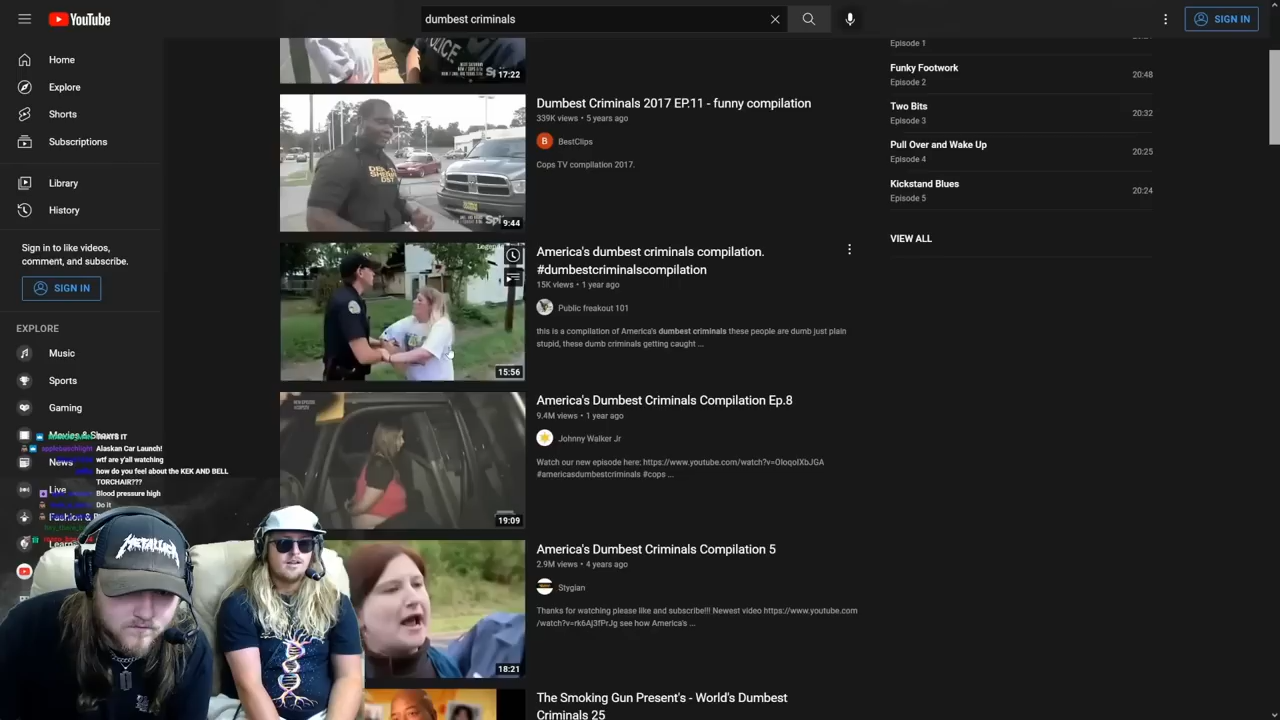 YouTube
dumbest criminals
SIGN IN
Home
Explore
Shorts
Subscriptions
Library
History
Sign in to like videos,
comment, and subscribe.
SIGN IN
EXPLORE
Music
Sports
Gaming
Movies & Shows
News
Live
Fashion &
Learni
THATS IT
Alaskan Car Launch!
wtf are y'all watching
how do you feel about the KEK AND BELL
TORCHAIR???
Blood pressure high
Do it
METALLICA
POLICE
17:22
Dumbest Criminals 2017 EP.11 - funny compilation
339K views • 5 years ago
B BestClips
Cops TV compilation 2017.
9:44
America's dumbest criminals compilation.
#dumbestcriminalscompilation
15K views • 1 year ago
Public freakout 101
this is a compilation of America's dumbest criminals these people are dumb just plain
stupid, these dumb criminals getting caught ...
15:56
America's Dumbest Criminals Compilation Ep.8
9.4M views • 1 year ago
Johnny Walker Jr
Watch our new episode here: https://www.youtube.com/watch?v=OloqolXbJGA
#americasdumbestcriminals #cops ...
19:09
America's Dumbest Criminals Compilation 5
2.9M views • 4 years ago
Stygian
Thanks for watching please like and subscribe!!! Newest video https://www.youtube.com
/watch?v=rk6Aj3fPrJg see how America's ...
18:21
The Smoking Gun Present's - World's Dumbest
Criminals 25
Episode 1
Funky Footwork
Episode 2
20:48
Two Bits
Episode 3
20:32
Pull Over and Wake Up
Episode 4
20:25
Kickstand Blues
Episode 5
20:24
VIEW ALL